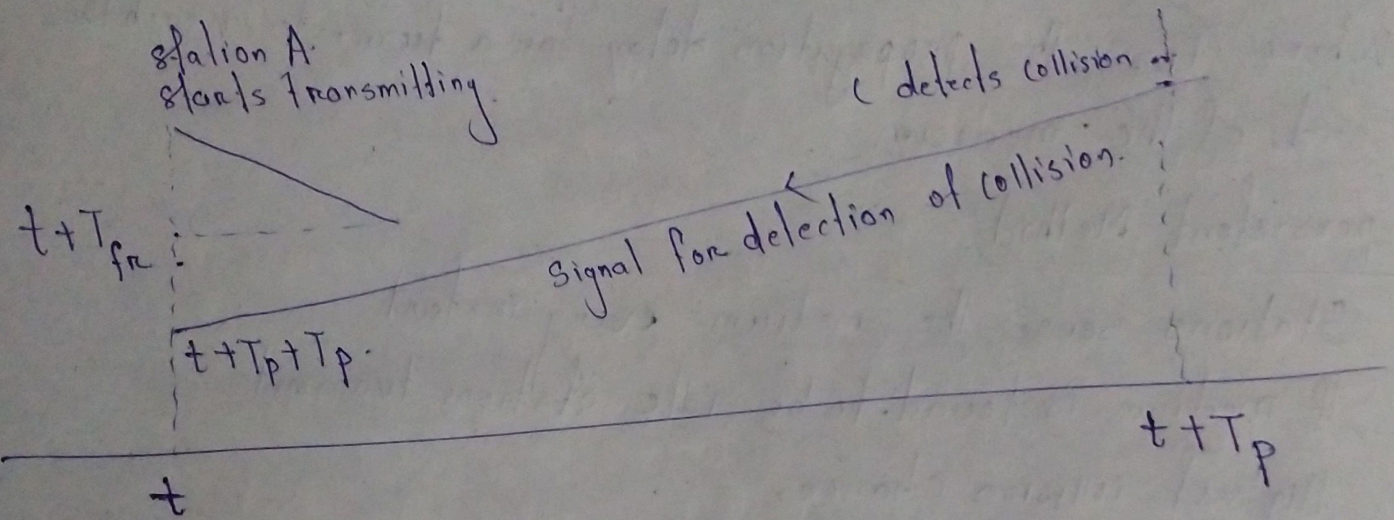 station A.
starts transmitting.
C detects collision
t + Tfr
signal for detection of collision.
t + Tp + Tp.
t + Tp
t